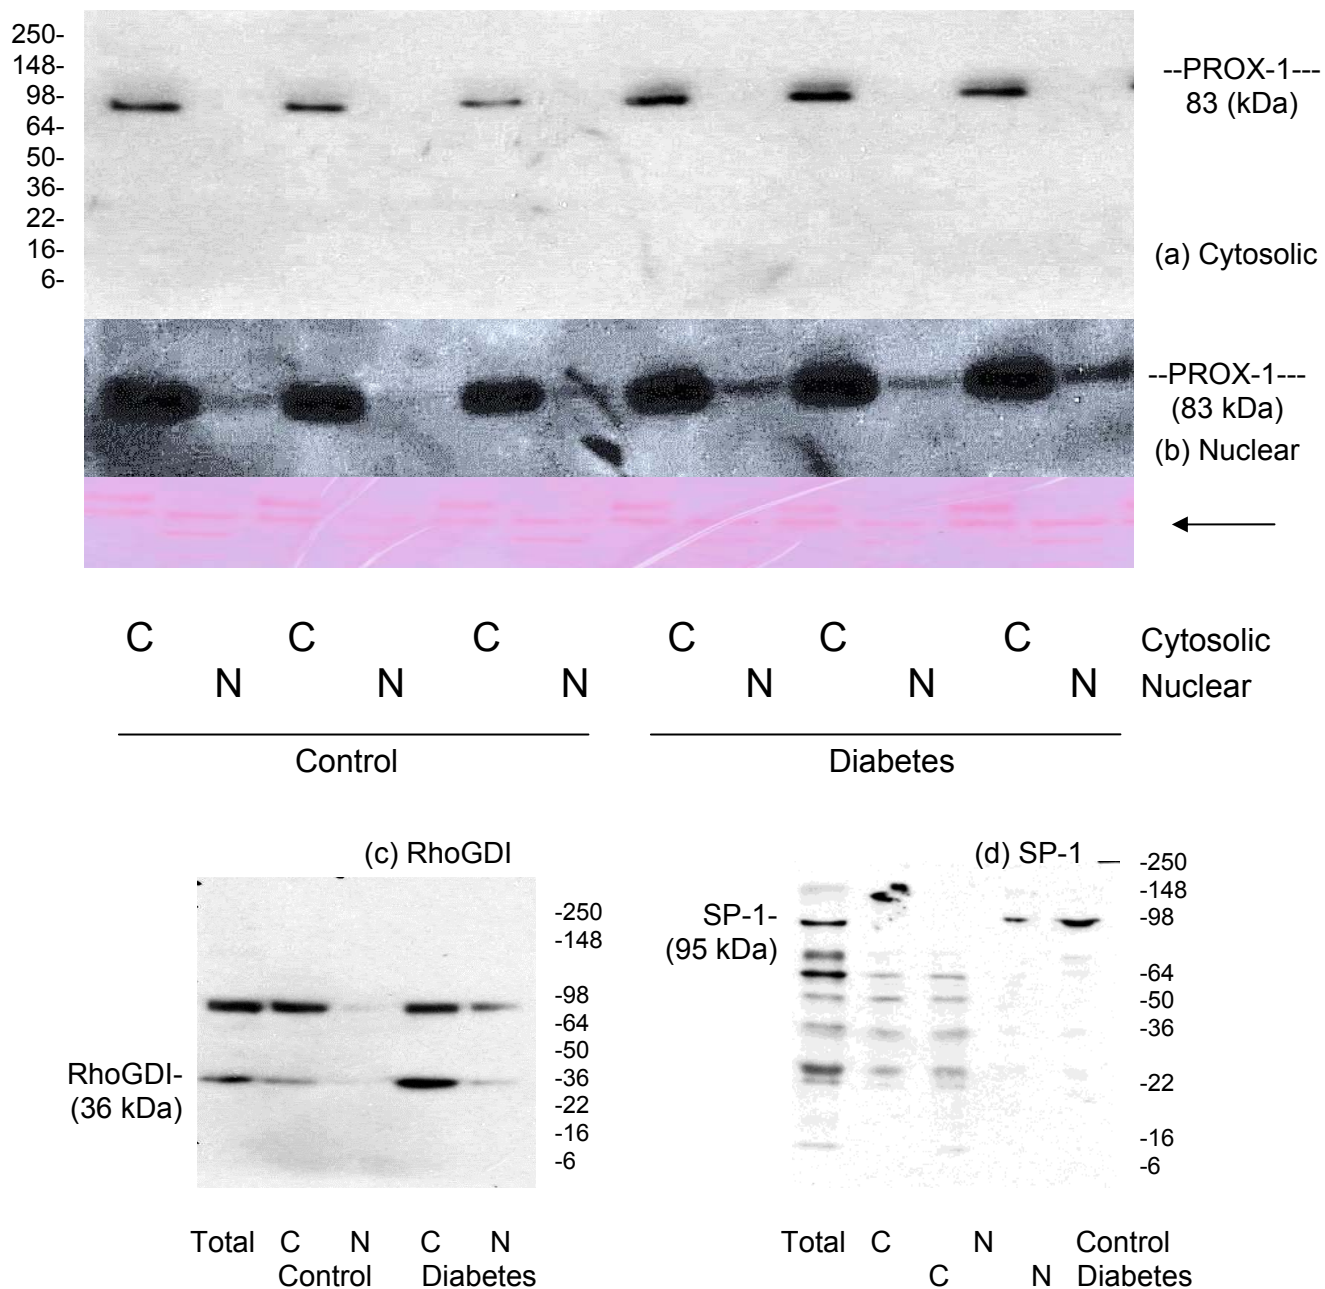 250-
148-
98-
64-
50-
36-
22-
16-
6-
--PROX-1---
83 (kDa)
(a) Cytosolic
--PROX-1---
(83 kDa)
(b) Nuclear
C C C C C C Cytosolic
N N N N N N Nuclear
Control Diabetes
(c) RhoGDI
RhoGDI-
(36 kDa)
-250
-148
-98
-64
-50
-36
-22
-16
-6
Total C N C N
Control Diabetes
(d) SP-1
SP-1-
(95 kDa)
-250
-148
-98
-64
-50
-36
-22
-16
-6
Total C N Control
C N Diabetes